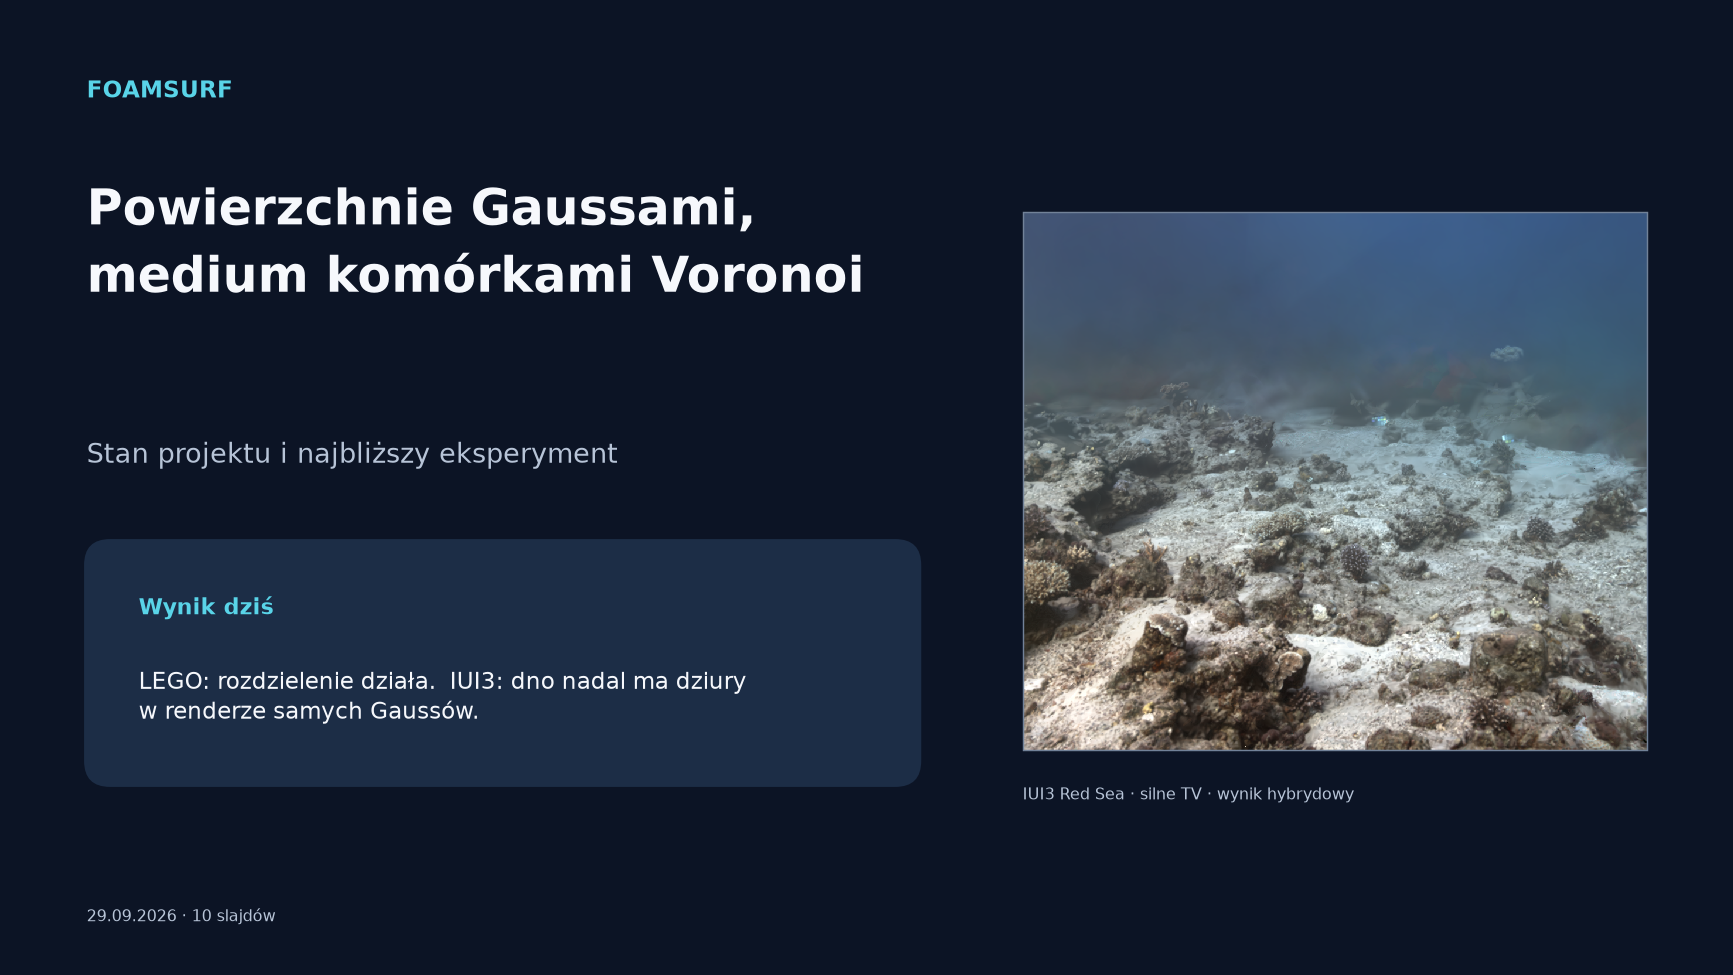 FOAMSURF
Powierzchnie Gaussami,
medium komórkami Voronoi
Stan projektu i najbliższy eksperyment
Wynik dziś
LEGO: rozdzielenie działa.  IUI3: dno nadal ma dziury
w renderze samych Gaussów.
IUI3 Red Sea · silne TV · wynik hybrydowy
29.09.2026 · 10 slajdów